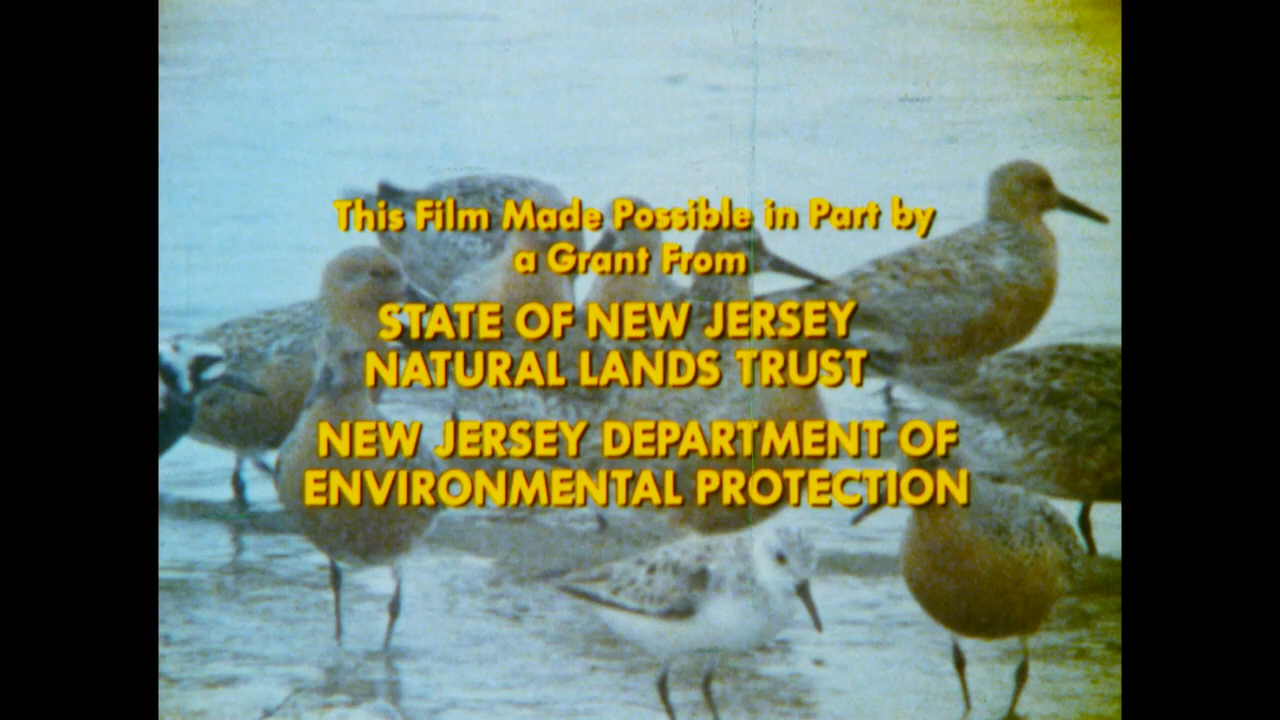 This Film Made Possible in Part by
a Grant From
STATE OF NEW JERSEY
NATURAL LANDS TRUST
NEW JERSEY DEPARTMENT OF
ENVIRONMENTAL PROTECTION